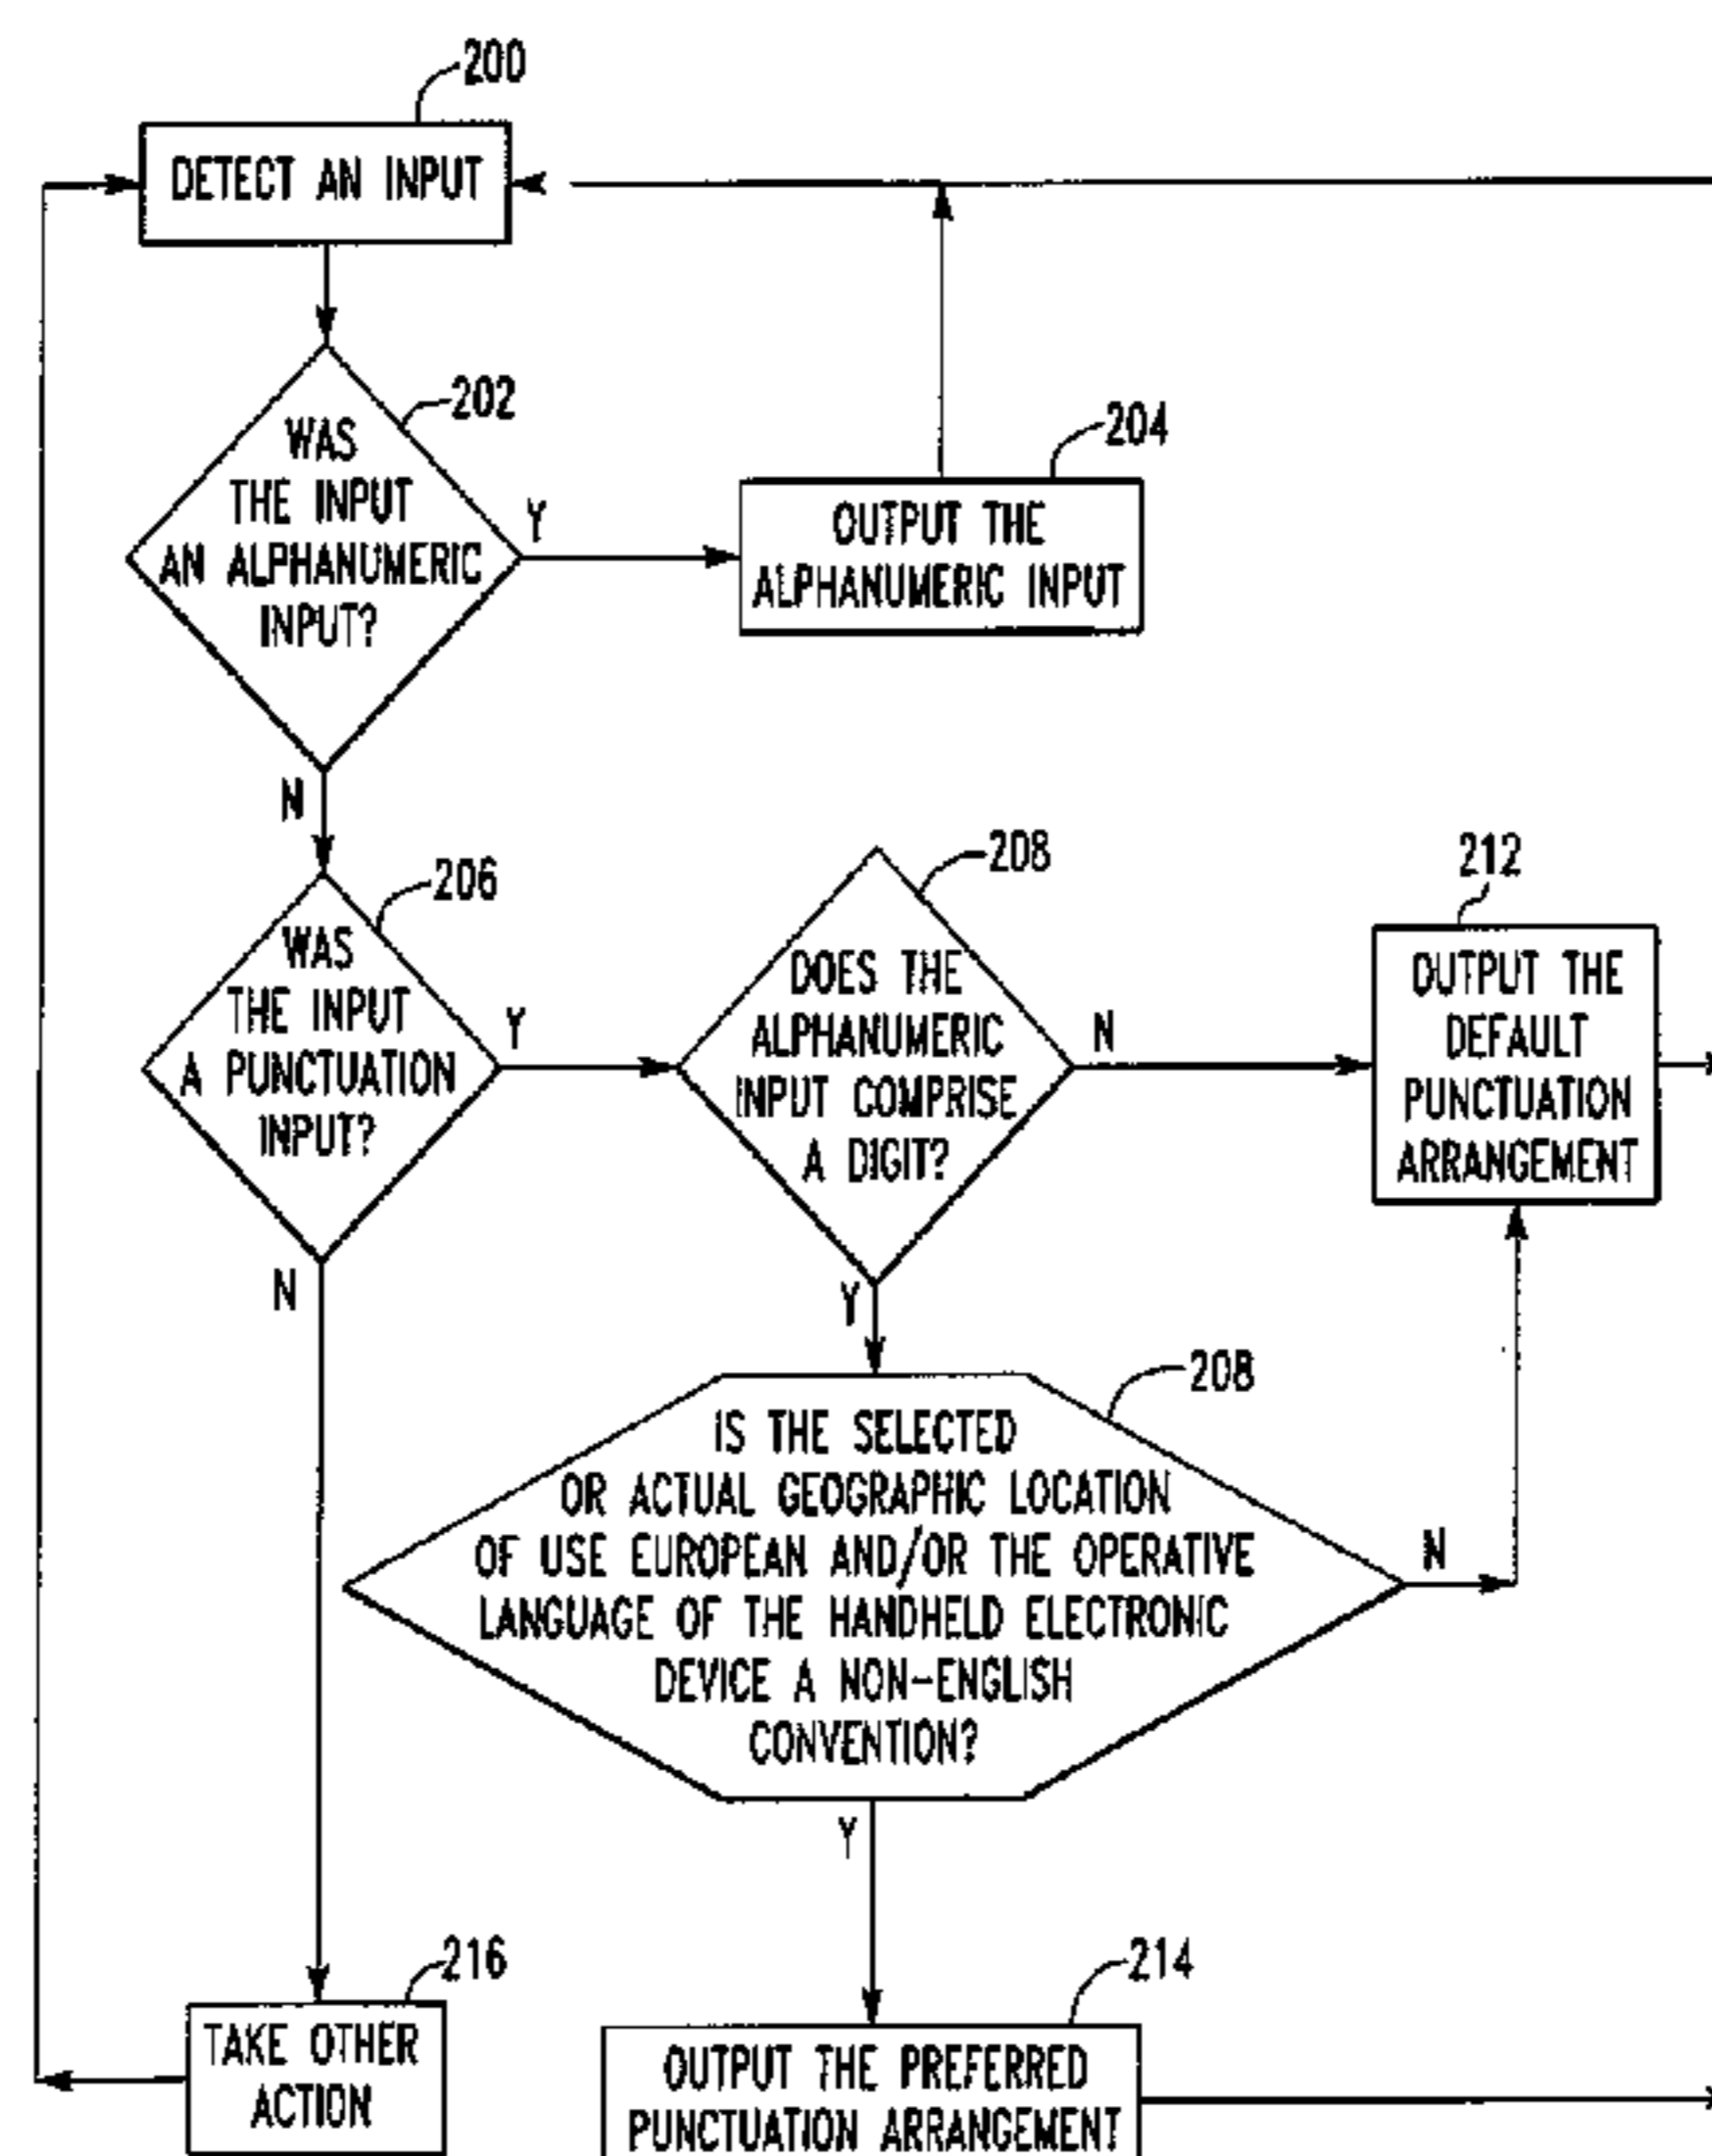 200
DETECT AN INPUT
202
WAS
THE INPUT
AN ALPHANUMERIC
INPUT?
Y
204
OUTPUT THE
ALPHANUMERIC INPUT
N
206
WAS
THE INPUT
A PUNCTUATION
INPUT?
Y
208
DOES THE
ALPHANUMERIC
INPUT COMPRISE
A DIGIT?
N
212
OUTPUT THE
DEFAULT
PUNCTUATION
ARRANGEMENT
N
Y
208
IS THE SELECTED
OR ACTUAL GEOGRAPHIC LOCATION
OF USE EUROPEAN AND/OR THE OPERATIVE
LANGUAGE OF THE HANDHELD ELECTRONIC
DEVICE A NON-ENGLISH
CONVENTION?
N
Y
216
TAKE OTHER
ACTION
214
OUTPUT THE PREFERRED
PUNCTUATION ARRANGEMENT